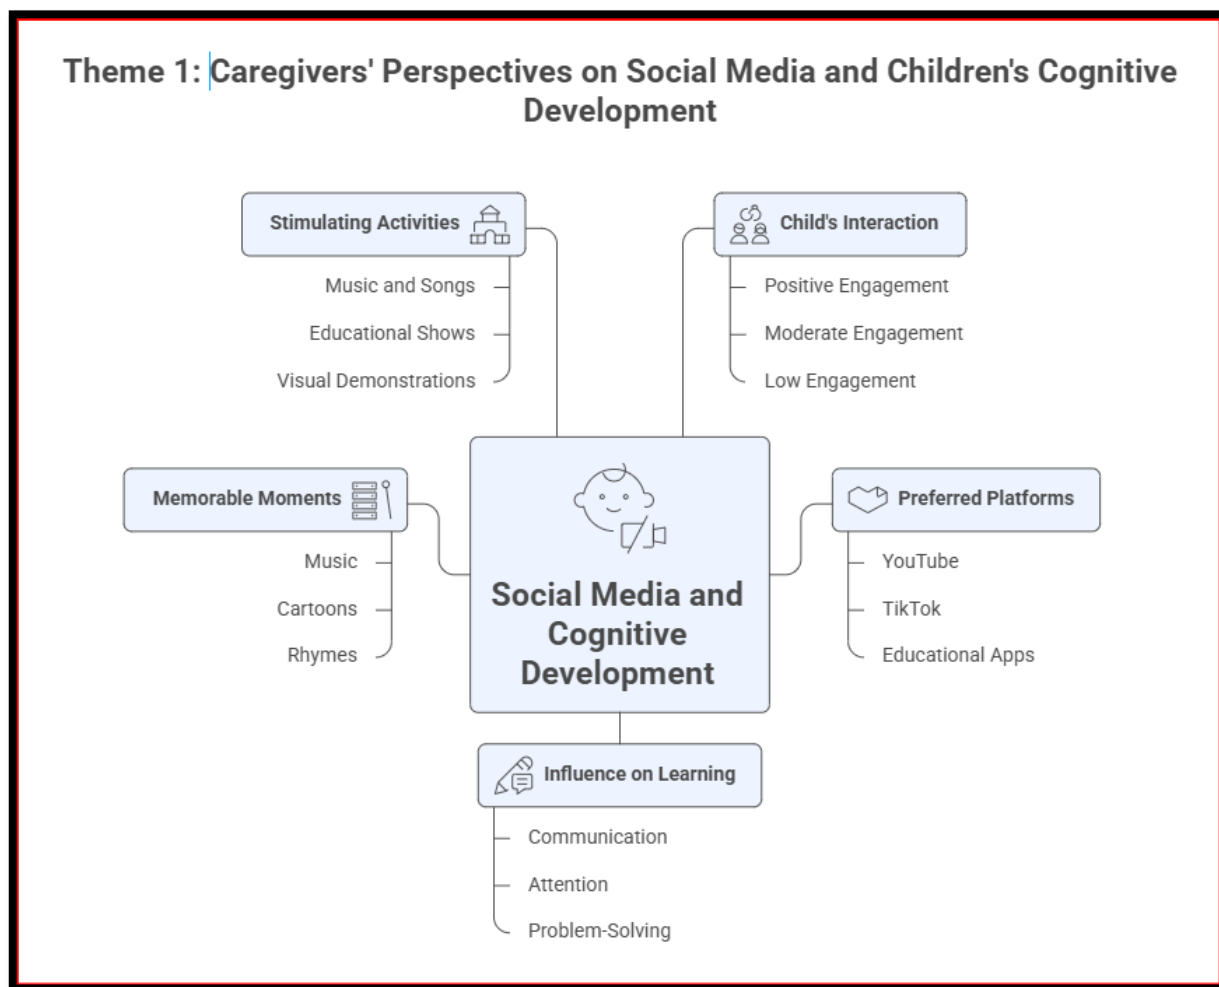 Theme 1: Caregivers' Perspectives on Social Media and Children's Cognitive
Development
Stimulating Activities
Music and Songs
Educational Shows
Visual Demonstrations
Child's Interaction
Positive Engagement
Moderate Engagement
Low Engagement
Memorable Moments
Music
Cartoons
Rhymes
Social Media and
Cognitive
Development
Preferred Platforms
YouTube
TikTok
Educational Apps
Influence on Learning
Communication
Attention
Problem-Solving